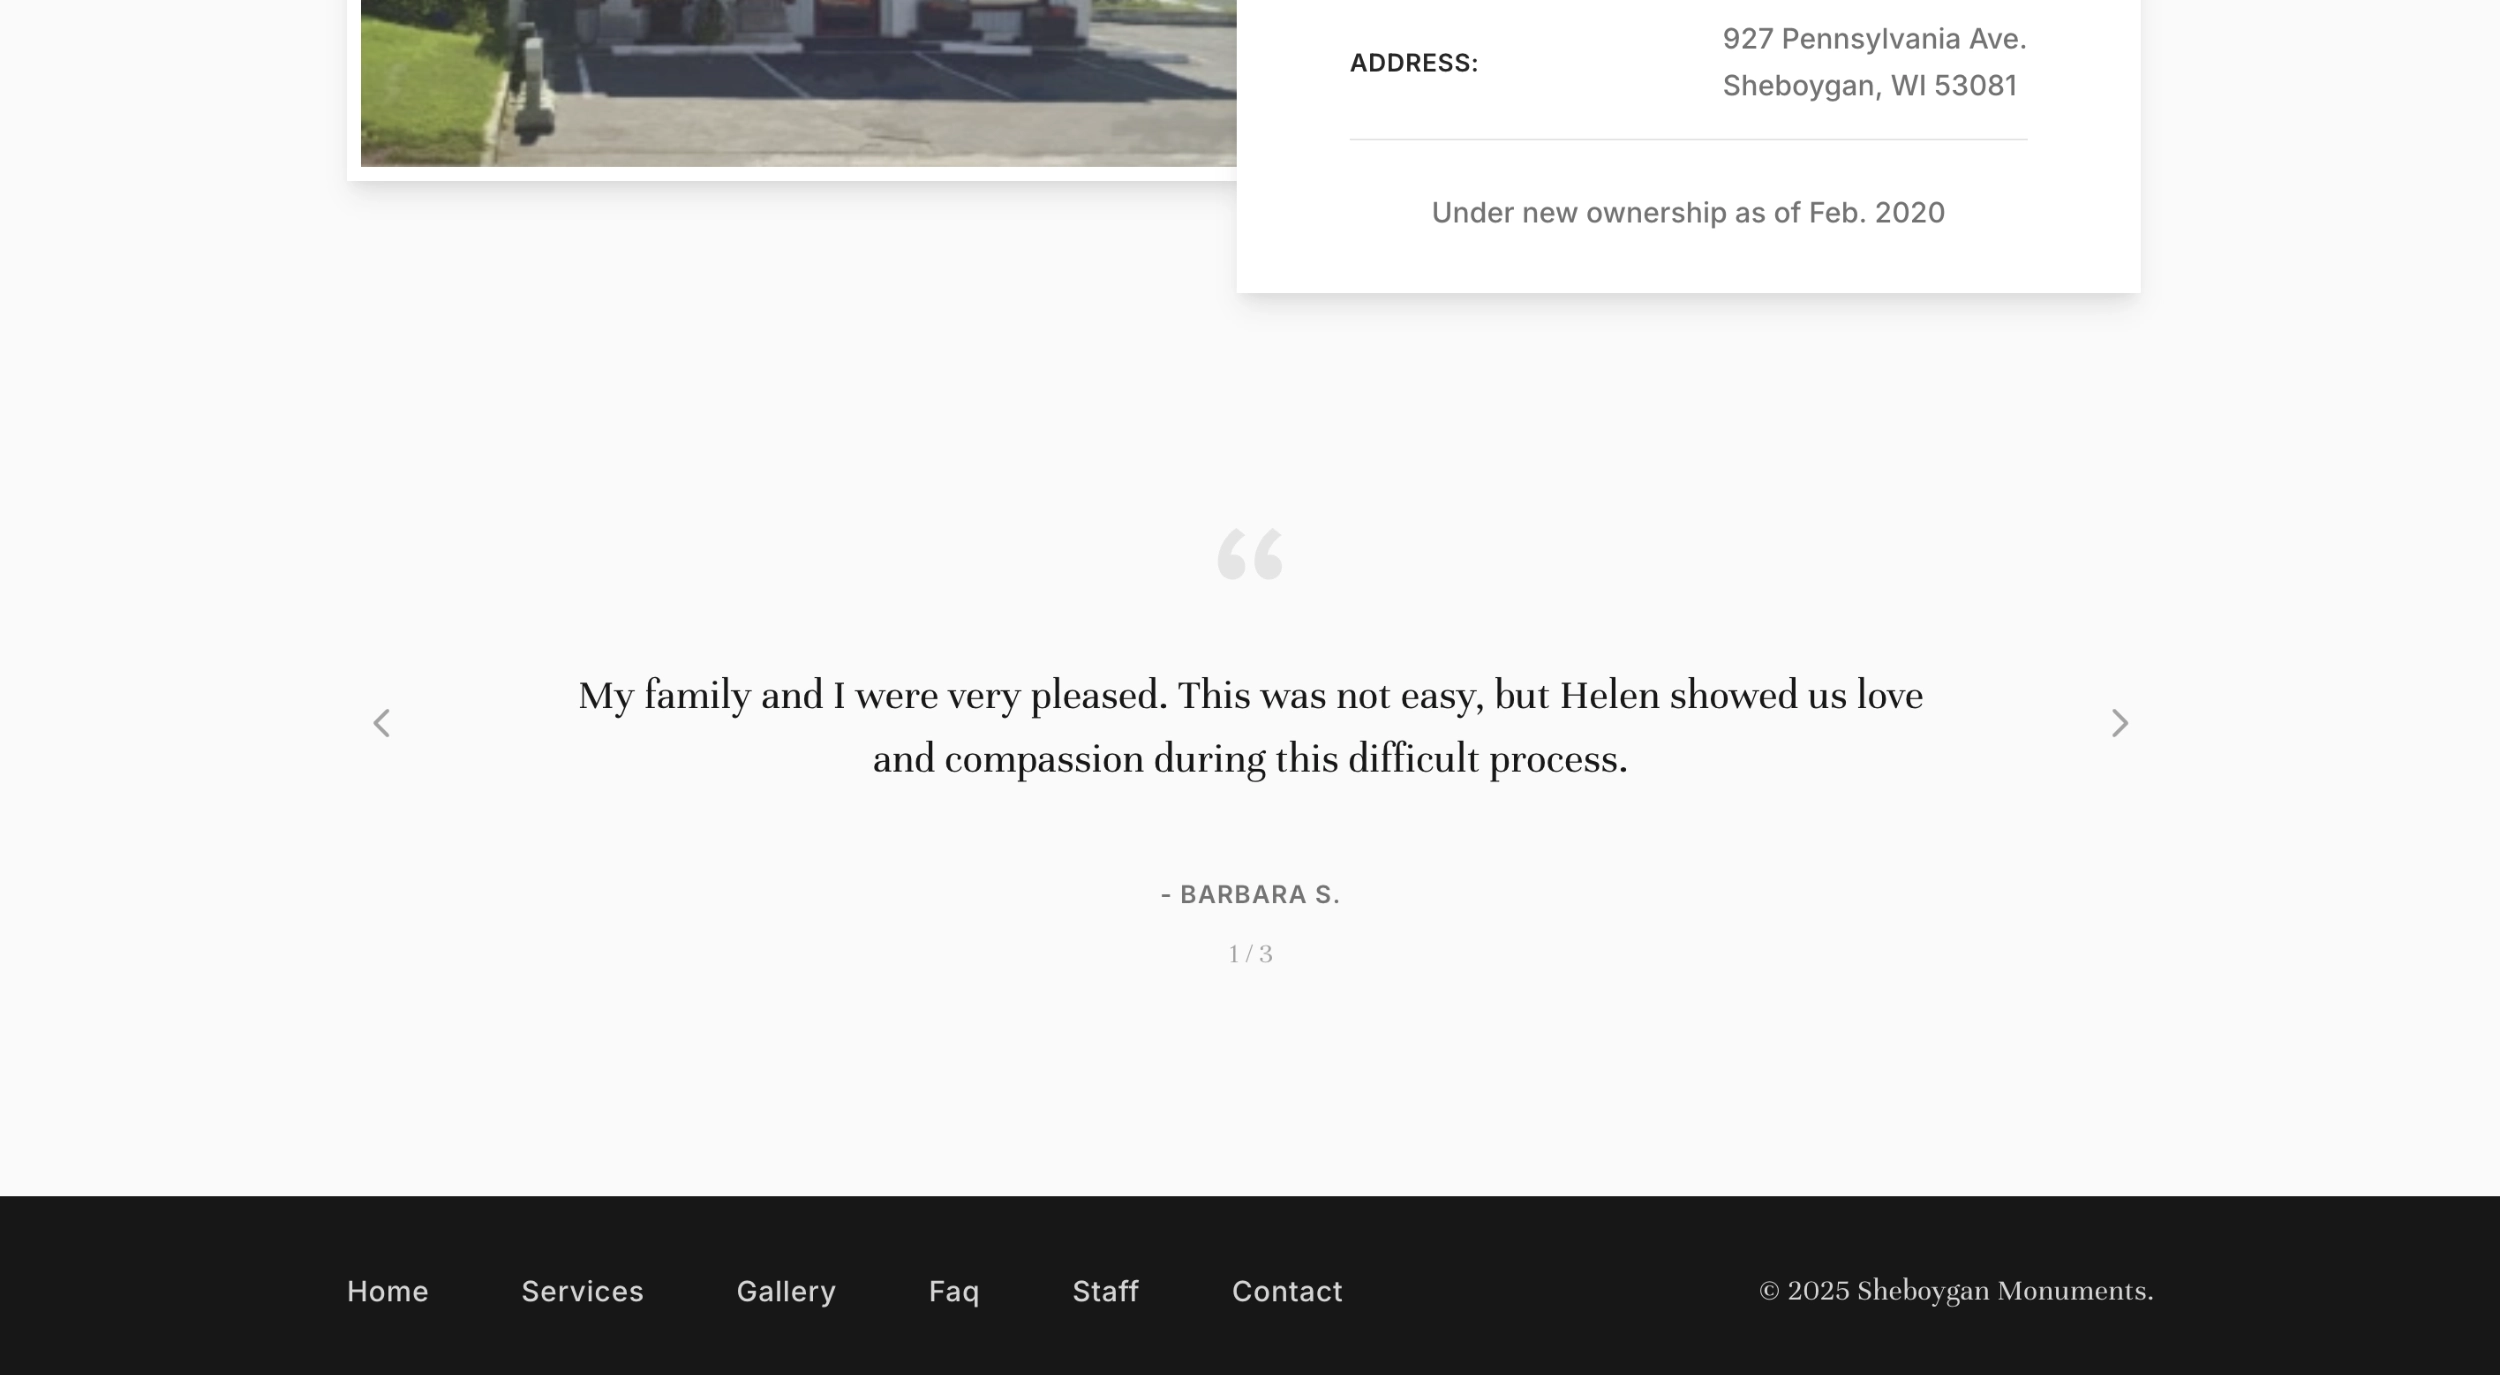 ADDRESS:
927 Pennsylvania Ave.
Sheboygan, WI 53081
Under new ownership as of Feb. 2020
“
My family and I were very pleased. This was not easy, but Helen showed us love
and compassion during this difficult process.
- BARBARA S.
1 / 3
Home Services Gallery Faq Staff Contact © 2025 Sheboygan Monuments.